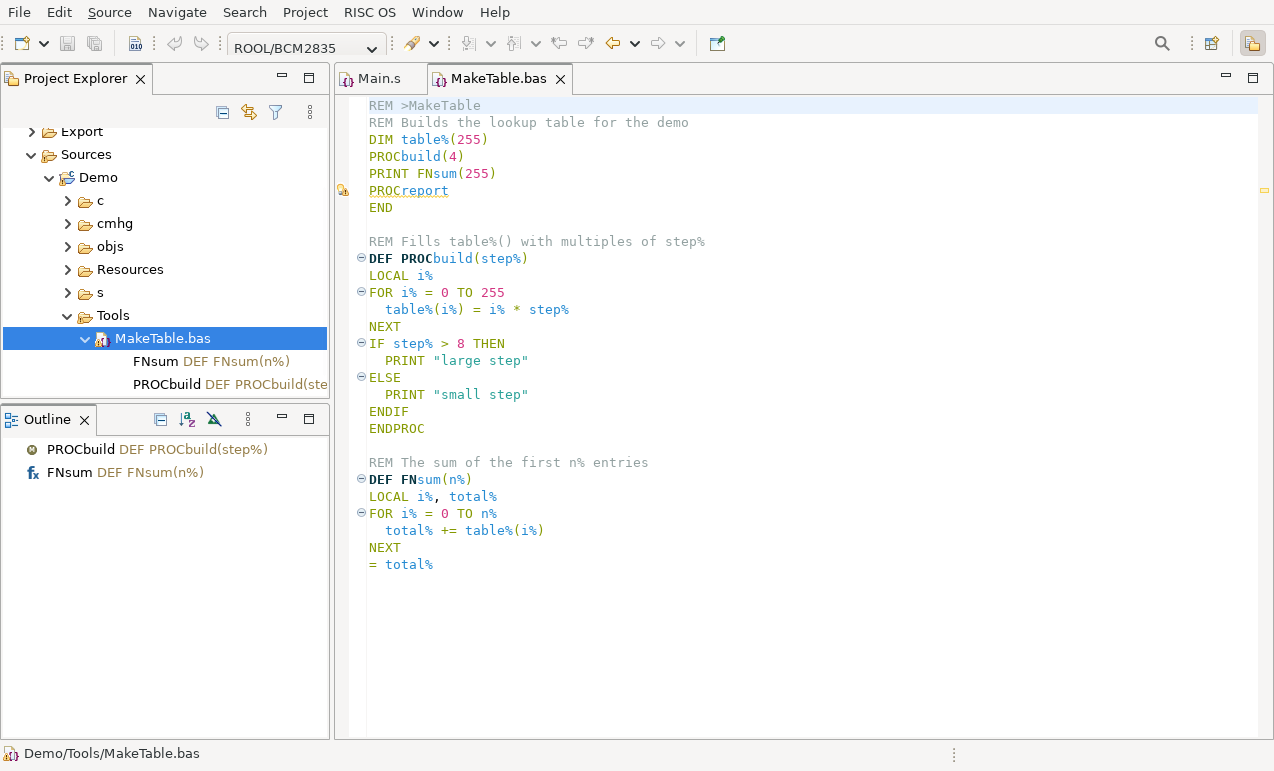 File Edit Source Navigate Search Project RISC OS Window Help
010
ROOL/BCM2835
Project Explorer
Export
Sources
Demo
c
cmhg
objs
Resources
s
Tools
MakeTable.bas
FNsum DEF FNsum(n%)
PROCbuild DEF PROCbuild(ste
Outline
PROCbuild DEF PROCbuild(step%)
FNsum DEF FNsum(n%)
Main.s
MakeTable.bas
REM >MakeTable
REM Builds the lookup table for the demo
DIM table%(255)
PROCbuild(4)
PRINT FNsum(255)
PROCreport
END
REM Fills table%() with multiples of step%
DEF PROCbuild(step%)
LOCAL i%
FOR i% = 0 TO 255
  table%(i%) = i% * step%
NEXT
IF step% > 8 THEN
  PRINT "large step"
ELSE
  PRINT "small step"
ENDIF
ENDPROC
REM The sum of the first n% entries
DEF FNsum(n%)
LOCAL i%, total%
FOR i% = 0 TO n%
  total% += table%(i%)
NEXT
= total%
Demo/Tools/MakeTable.bas